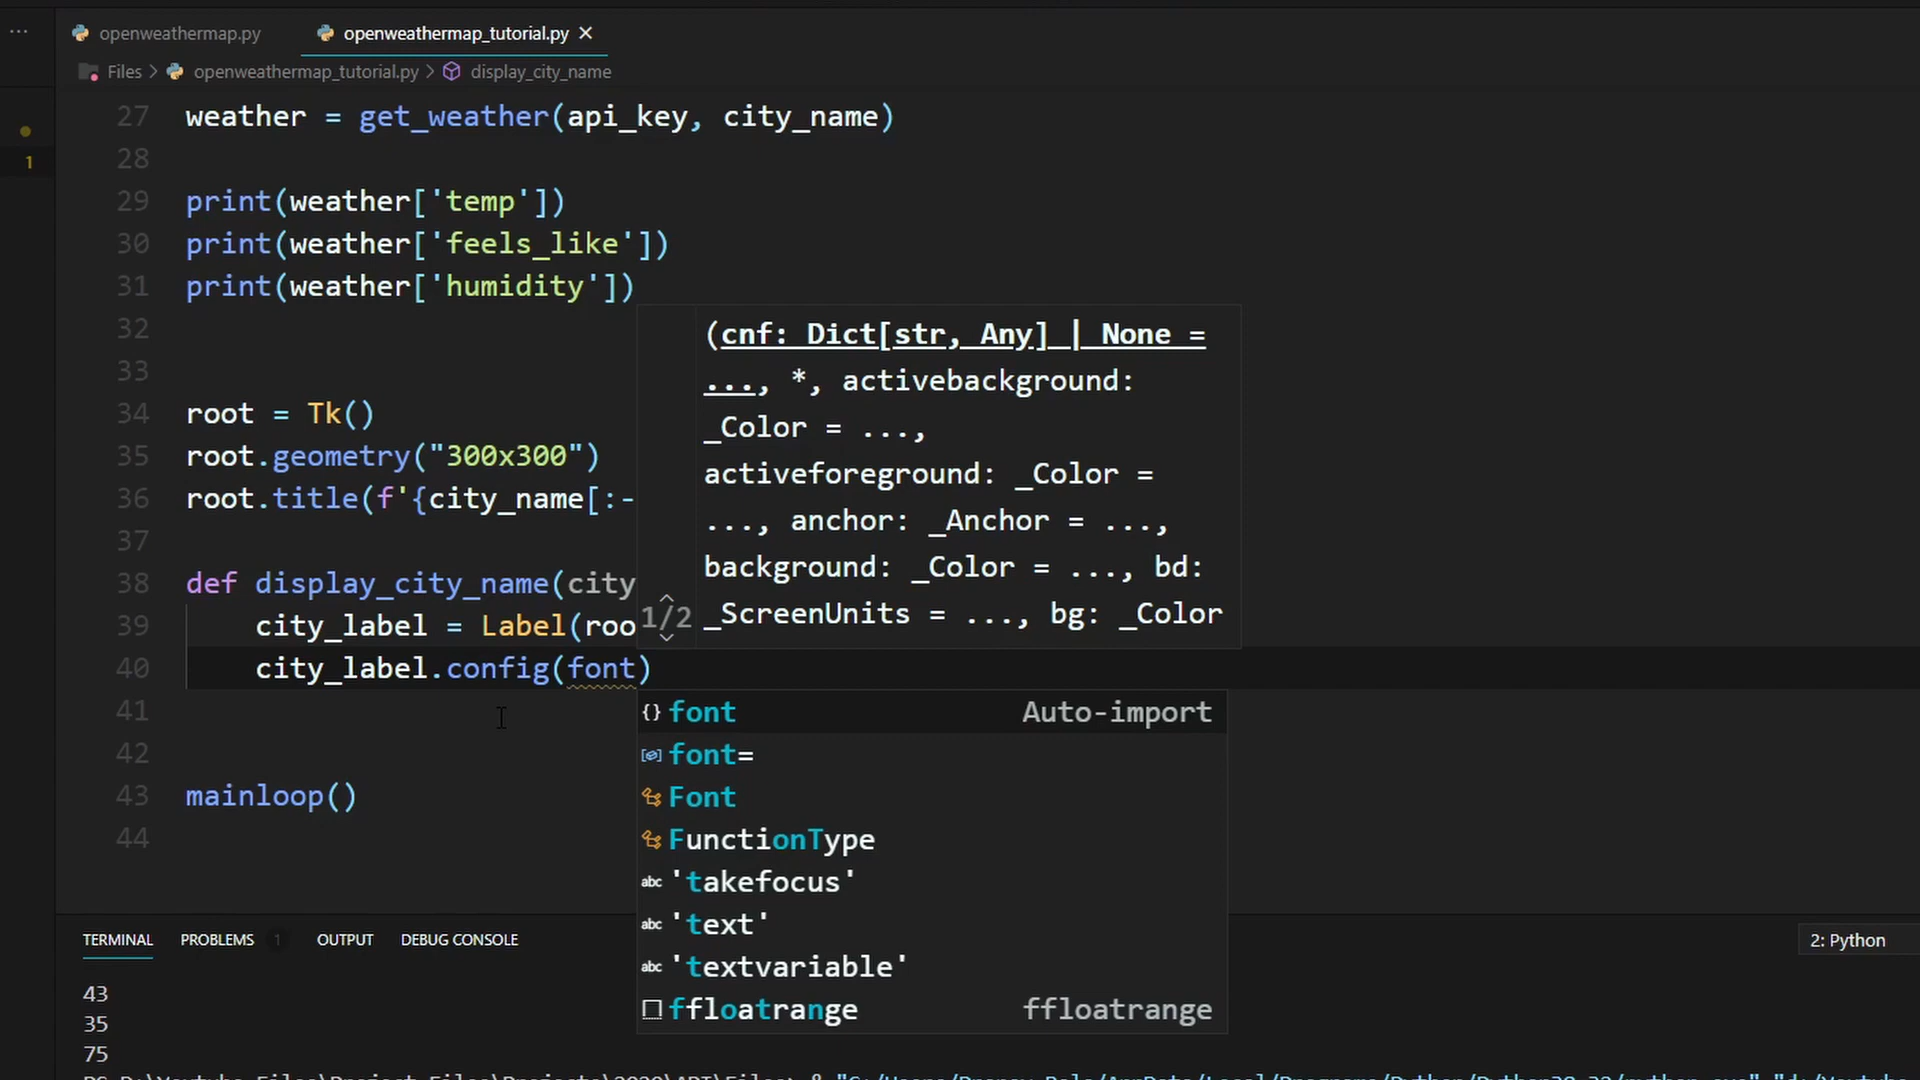 ...
openweathermap.py
openweathermap_tutorial.py
Files > openweathermap_tutorial.py > display_city_name
1
27 weather = get_weather(api_key, city_name)
28
29 print(weather['temp'])
30 print(weather['feels_like'])
31 print(weather['humidity'])
32
33
34 root = Tk()
35 root.geometry("300x300")
36 root.title(f'{city_name[:-
37
38 def display_city_name(city
39 city_label = Label(roo
40 city_label.config(font)
41
42
43 mainloop()
44
(cnf: Dict[str, Any] | None =
..., *, activebackground:
_Color = ...,
activeforeground: _Color =
..., anchor: _Anchor = ...,
background: _Color = ..., bd:
1/2 _ScreenUnits = ..., bg: _Color
{} font Auto-import
font=
Font
FunctionType
abc 'takefocus'
abc 'text'
abc 'textvariable'
ffloatrange ffloatrange
TERMINAL PROBLEMS 1 OUTPUT DEBUG CONSOLE 2: Python
43
35
75